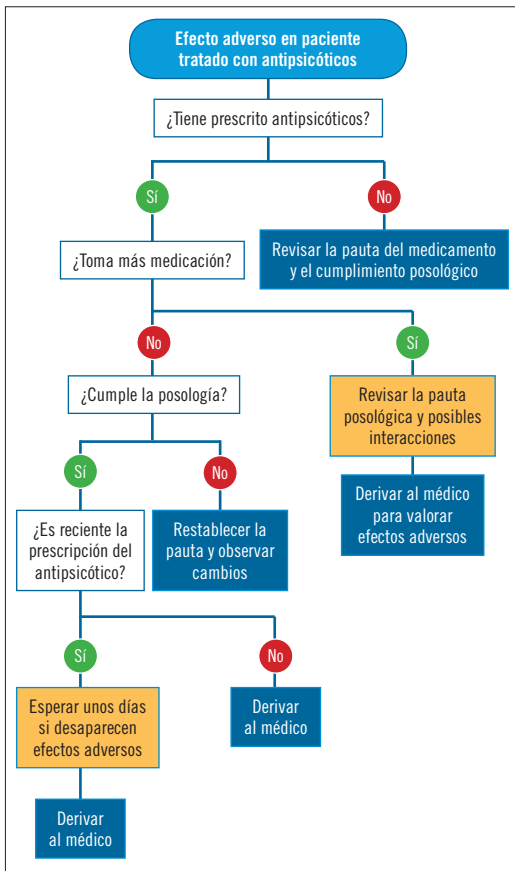 Efecto adverso en paciente
tratado con antipsicóticos
¿Tiene prescrito antipsicóticos?
Sí
No
¿Toma más medicación?
Revisar la pauta del medicamento
y el cumplimiento posológico
No
Sí
¿Cumple la posología?
Revisar la pauta
posológica y posibles
interacciones
Sí
No
Derivar al médico
para valorar
efectos adversos
¿Es reciente la
prescripción del
antipsicótico?
Restablecer la
pauta y observar
cambios
Sí
No
Esperar unos días
si desaparecen
efectos adversos
Derivar
al médico
Derivar
al médico